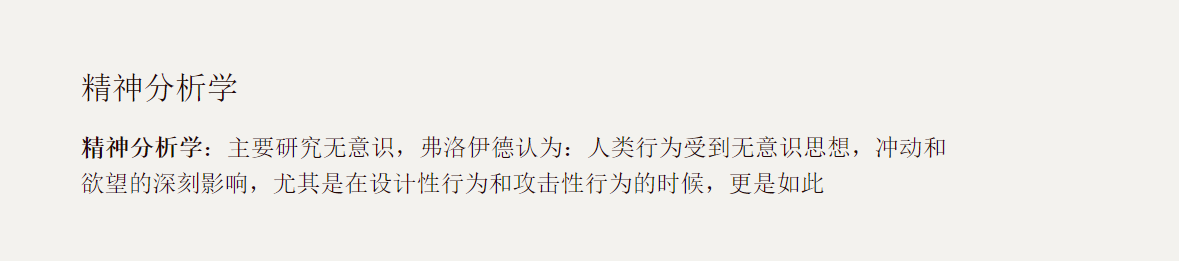 精神分析学
精神分析学：主要研究无意识，弗洛伊德认为：人类行为受到无意识思想，冲动和
欲望的深刻影响，尤其是在设计性行为和攻击性行为的时候，更是如此